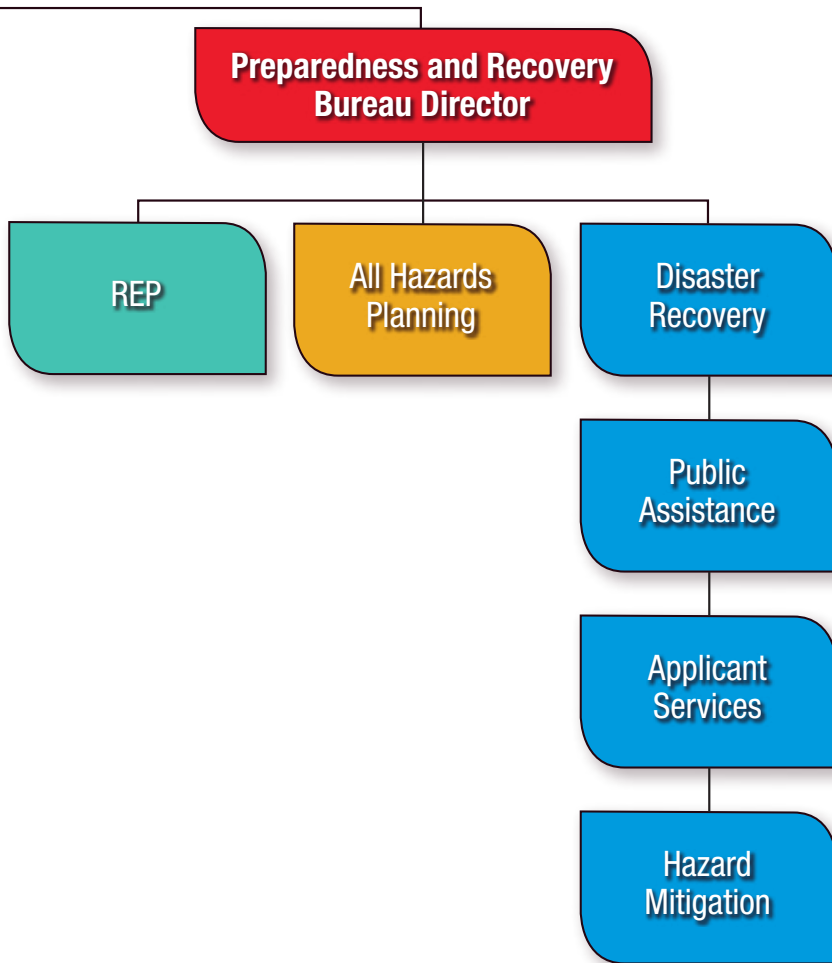 Preparedness and Recovery
Bureau Director
REP
All Hazards
Planning
Disaster
Recovery
Public
Assistance
Applicant
Services
Hazard
Mitigation